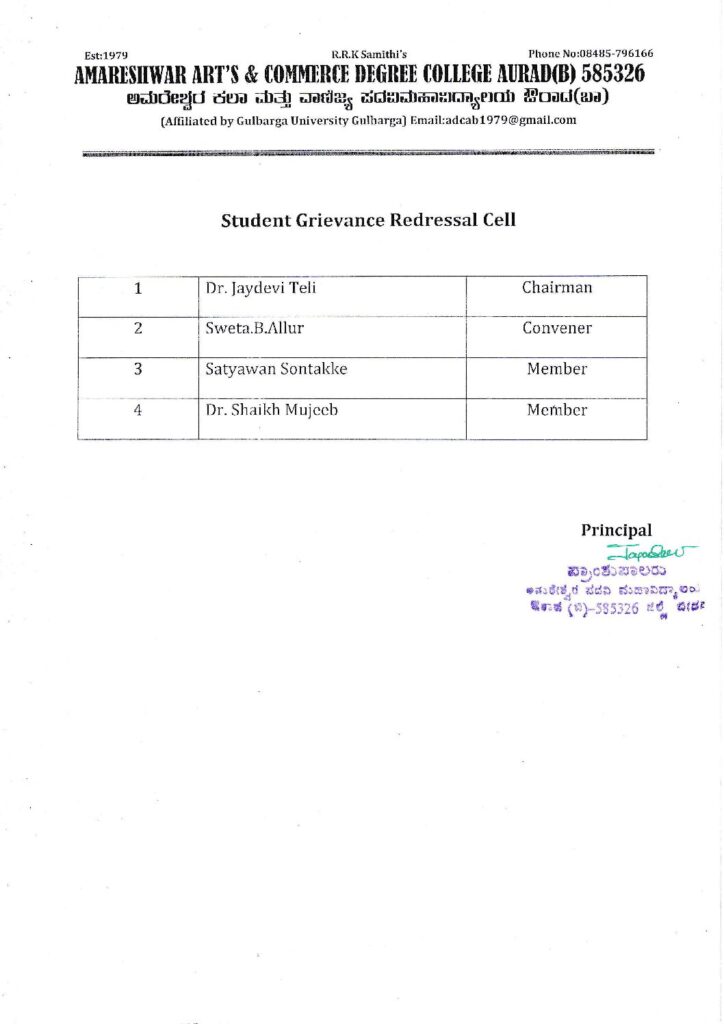 Est:1979 R.R.K Samithi's Phone No:08485-796166
AMARESHWAR ART'S & COMMERCE DEGREE COLLEGE AURAD(B) 585326
ಅಮರೇಶ್ವರ ಕಲಾ ಮತ್ತು ವಾಣಿಜ್ಯ ಪದವಿಮಹಾವಿದ್ಯಾಲಯ ಔರಾದ(ಬಾ)
(Affiliated by Gulbarga University Gulbarga) Email:adcab1979@gmail.com
Student Grievance Redressal Cell
1 Dr. Jaydevi Teli Chairman
2 Sweta.B.Allur Convener
3 Satyawan Sontakke Member
4 Dr. Shaikh Mujeeb Member
Principal
ಪ್ರಾಂಶುಪಾಲರು
ಅಮರೇಶ್ವರ ಪದವಿ ಮಹಾವಿದ್ಯಾಲಯ
(ಬಿ)-585326 ಜಿಲ್ಲೆ